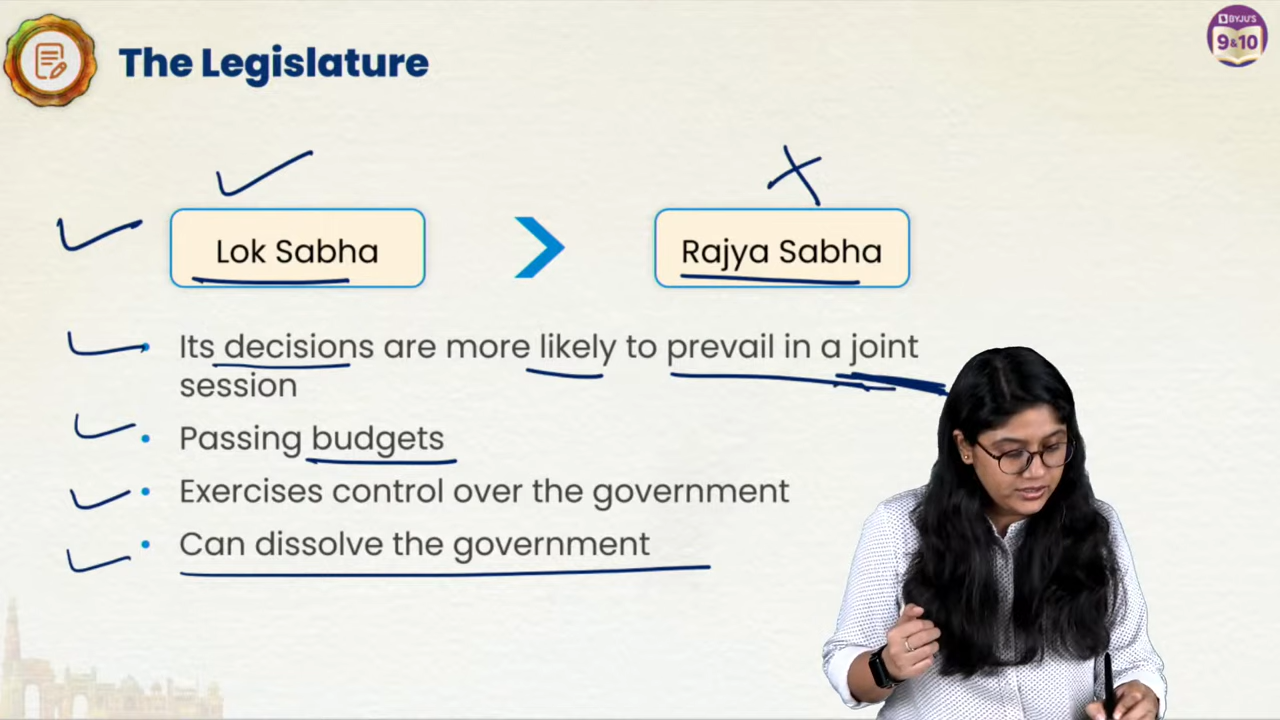 The Legislature
BYJU'S
9&10
Lok Sabha
Rajya Sabha
• Its decisions are more likely to prevail in a joint
session
• Passing budgets
• Exercises control over the government
• Can dissolve the government